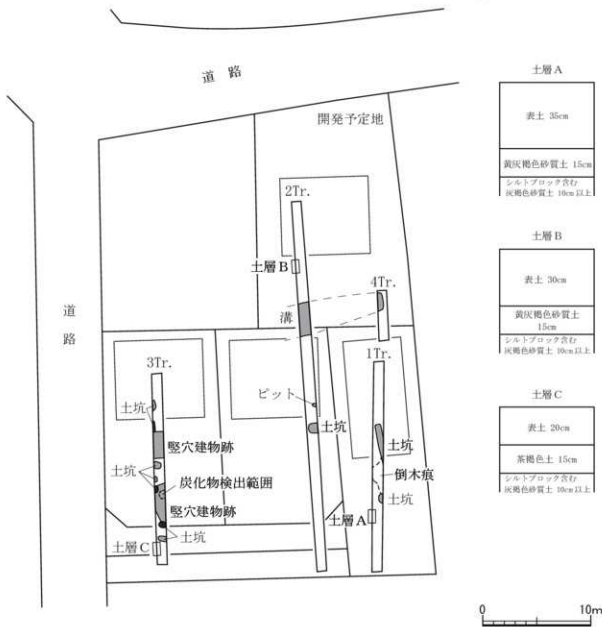 道路
開発予定地
2Tr.
土層B
溝
4Tr.
道路
3Tr.
1Tr.
土坑
ピット
土坑
土坑
竪穴建物跡
土坑
炭化物検出範囲
倒木痕
竪穴建物跡
土坑
土層A
土坑
土層C
土層A
表土 35cm
黄灰褐色砂質土 15cm
シルトブロック含む
灰褐色砂質土 10cm以上
土層B
表土 30cm
黄灰褐色砂質土
15cm
シルトブロック含む
灰褐色砂質土 10cm以上
土層C
表土 20cm
茶褐色土 15cm
シルトブロック含む
灰褐色砂質土 10cm以上
0 10m